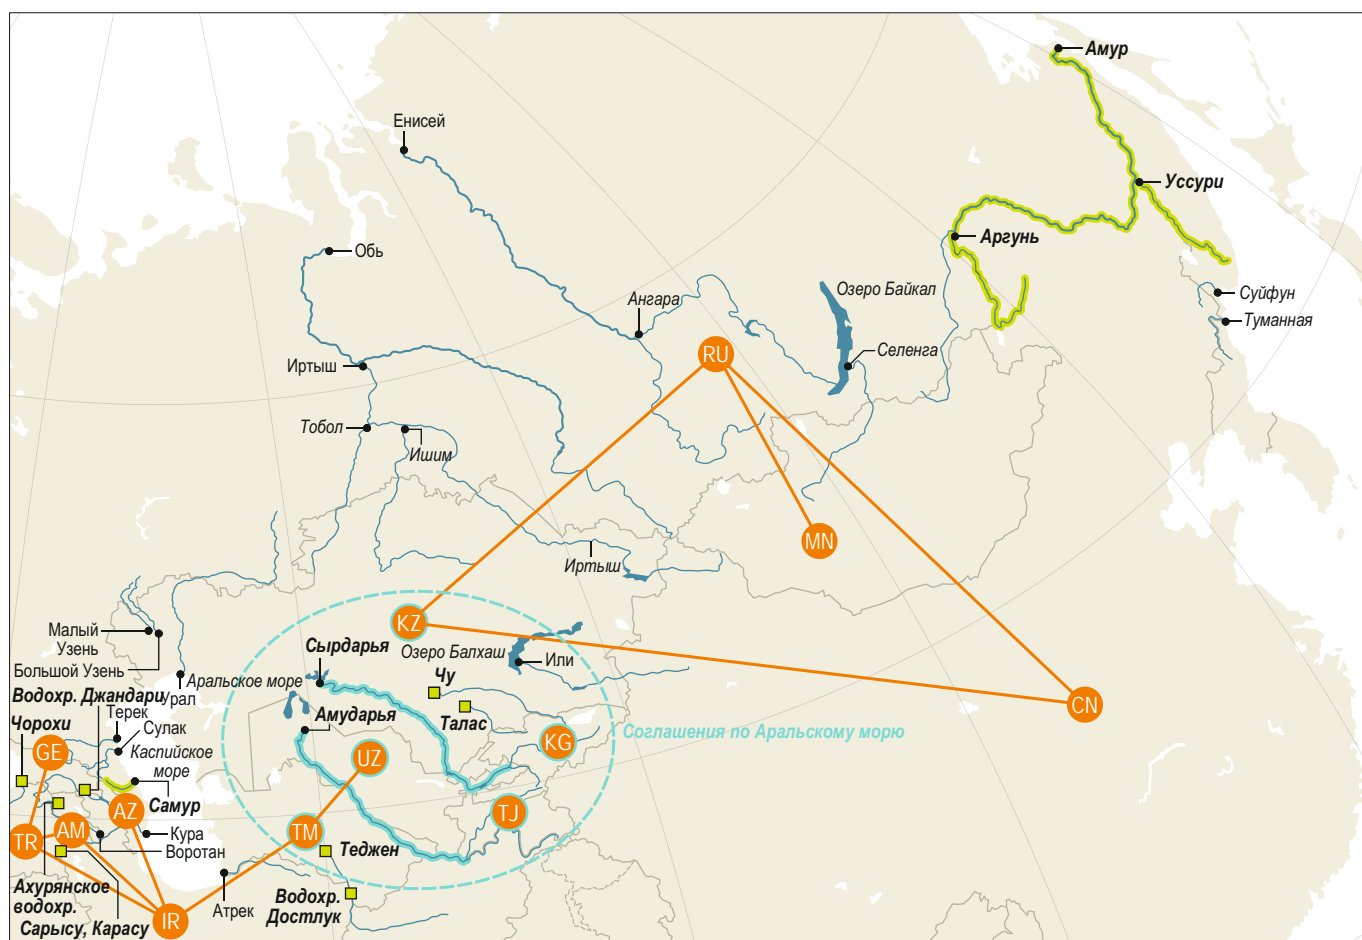 Амур
Енисей
Уссури
Аргунь
Обь
Озеро Байкал
Суйфун
Ангара
Туманная
RU
Селенга
Иртыш
Тобол
Ишим
MN
Иртыш
KZ
Малый
Узень
Сырдарья
Озеро Балхаш
Или
Большой Узень
Чу
Аральское море
Водохр. Джандари
Урал
CN
Амударья
Терек
Талас
Чорохи
Сулак
Соглашения по Аральскому морю
KG
GE
Каспийское
море
UZ
Самур
AZ
TJ
AM
TM
Кура
TR
Воротан
Теджен
Ахурянское
водохр.
Водохр.
Достлук
Атрек
IR
Сарысу, Карасу